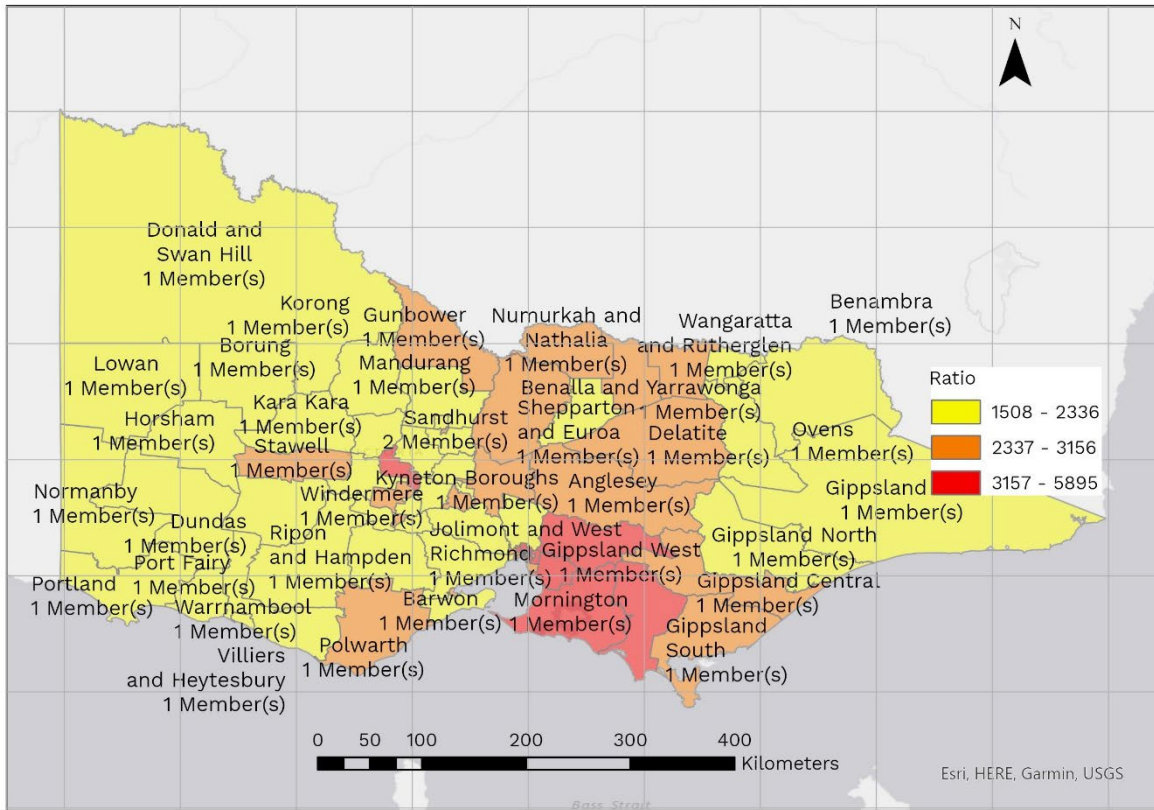 N
Donald and
Swan Hill
1 Member(s)
Korong
1 Member(s)
Gunbower
1 Member(s)
Numurkah and
Nathalia
1 Member(s)
Wangaratta
and Rutherglen
1 Member(s)
Benambra
1 Member(s)
Lowan
1 Member(s)
Borung
1 Member(s)
Mandurang
1 Member(s)
Benalla and Yarrawonga
Member(s)
Shepparton
and Euroa
1 Member(s)
Horsham
1 Member(s)
Kara Kara
1 Member(s)
Sandhurst
2 Member(s)
Delatite
1 Member(s)
Ovens
1 Member(s)
Stawell
1 Member(s)
Kyneton Boroughs
1 Member(s)
Anglesey
1 Member(s)
Normanby
1 Member(s)
Windermere
1 Member(s)
Gippsland
1 Member(s)
Dundas
1 Member(s)
Ripon
and Hampden
1 Member(s)
Jolimont and West
Richmond
1 Member(s)
Gippsland West
1 Member(s)
Gippsland North
1 Member(s)
Portland
1 Member(s)
Port Fairy
1 Member(s)
Warrnambool
1 Member(s)
Barwon
1 Member(s)
Mornington
1 Member(s)
Gippsland Central
1 Member(s)
Gippsland
South
1 Member(s)
Villiers
and Heytesbury
1 Member(s)
Polwarth
1 Member(s)
Ratio
1508 - 2336
2337 - 3156
3157 - 5895
0 50 100 200 300 400
Kilometers
Esri, HERE, Garmin, USGS
Bass Strait